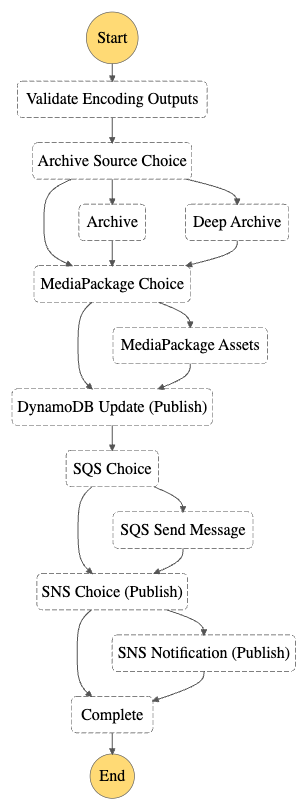 Start
Validate Encoding Outputs
Archive Source Choice
Archive
Deep Archive
MediaPackage Choice
MediaPackage Assets
DynamoDB Update (Publish)
SQS Choice
SQS Send Message
SNS Choice (Publish)
SNS Notification (Publish)
Complete
End